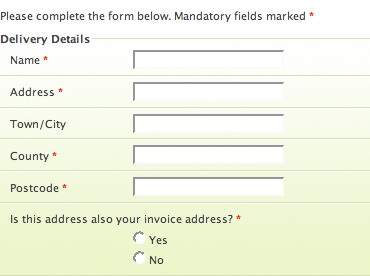 Please complete the form below. Mandatory fields marked *
Delivery Details
Name *
Address *
Town/City
County *
Postcode *
Is this address also your invoice address? *
Yes
No